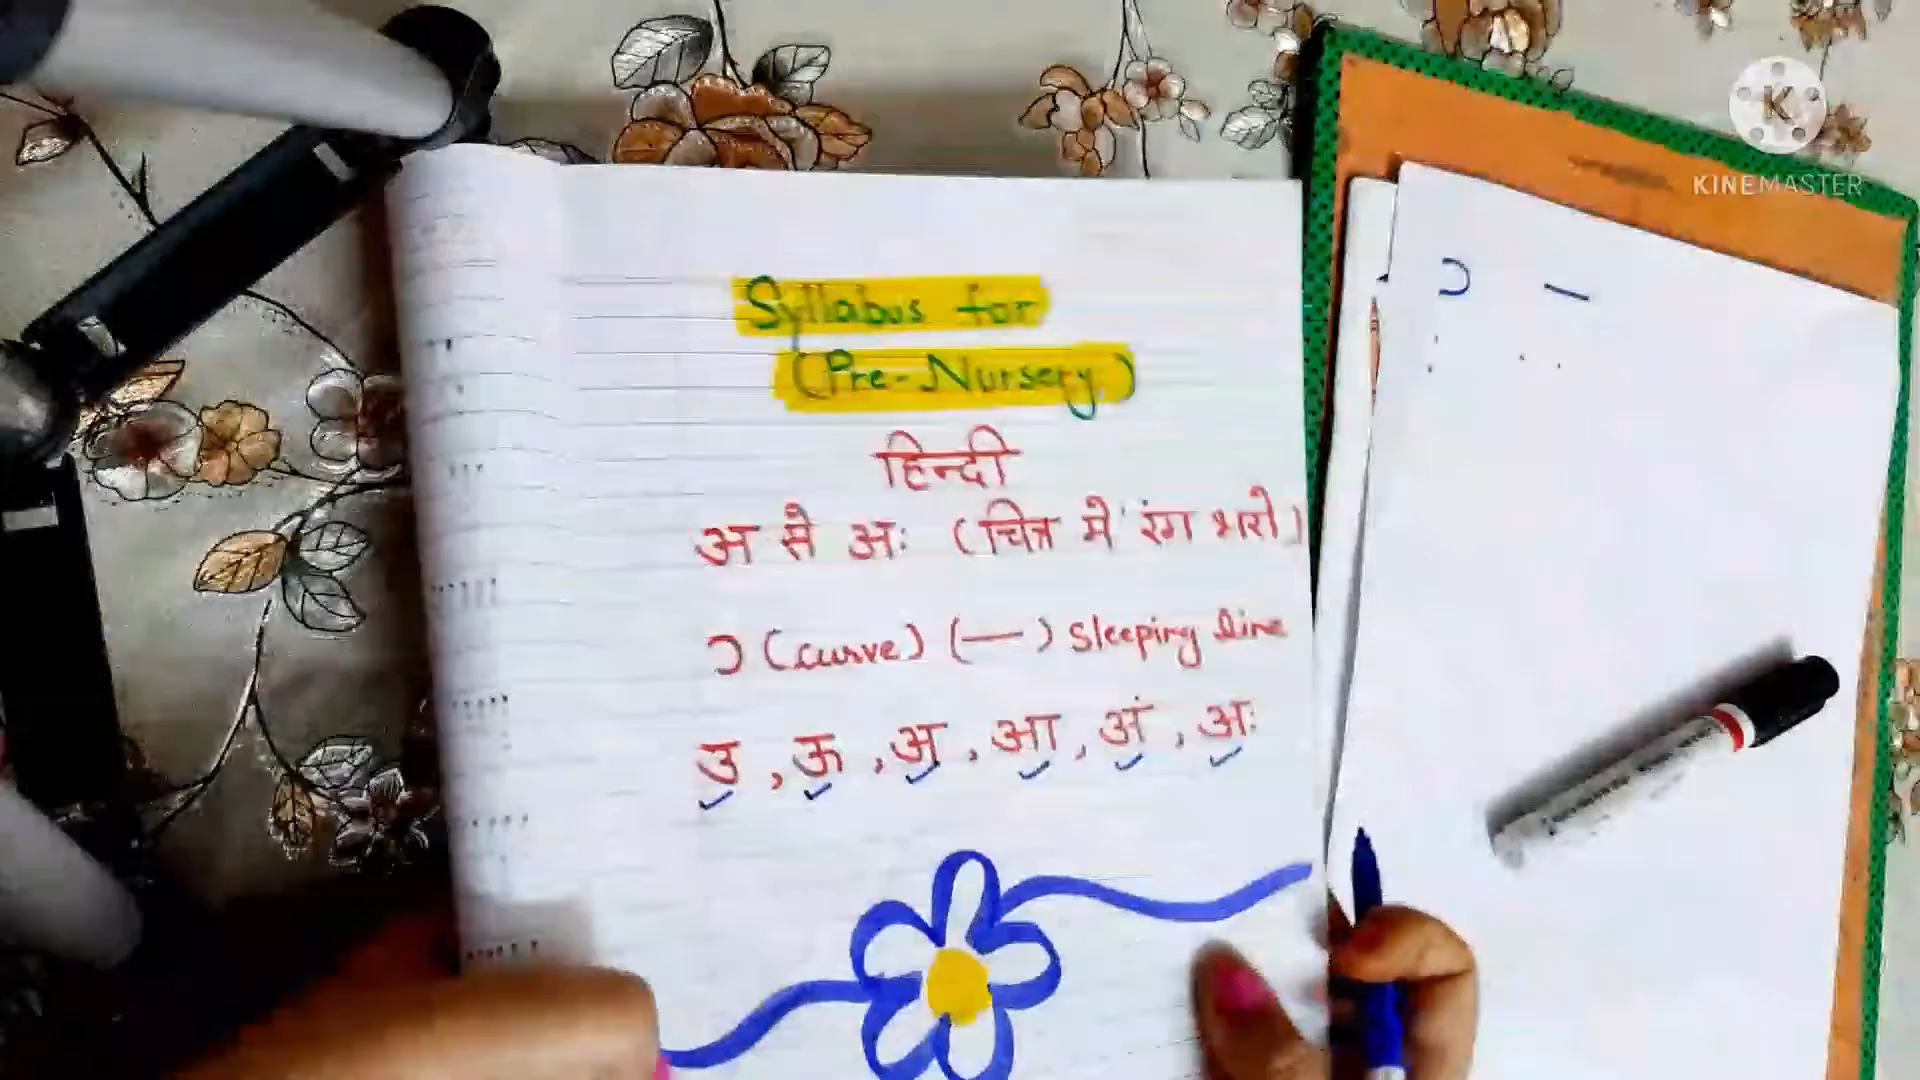 Syllabus for
(Pre-Nursery)
हिन्दी
अ से अः (चित्र में रंग भरो)
⊃ (curve) (—) sleeping line
उ, ऊ, अ, आ, अं, अः
K
KINEMASTER